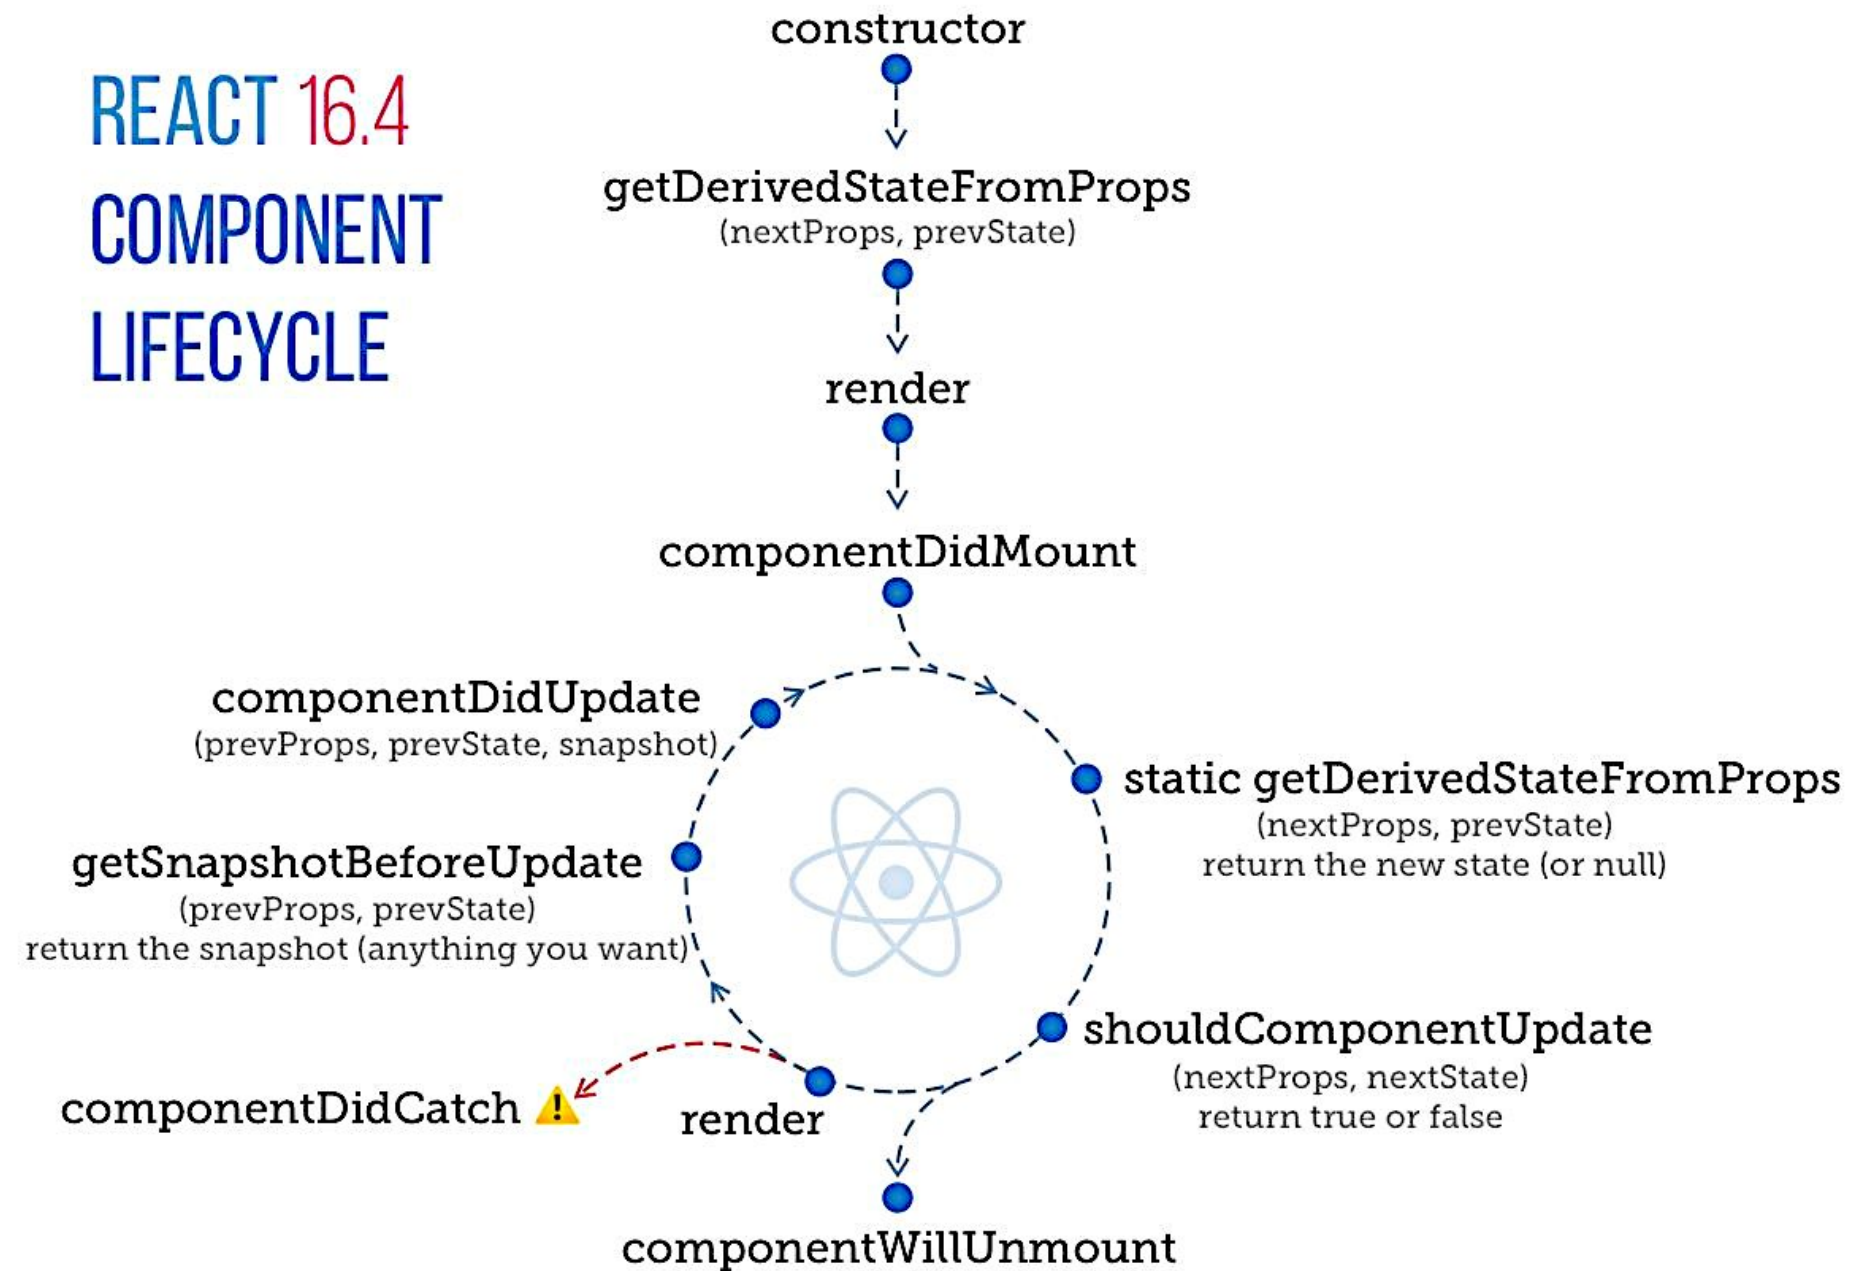 REACT 16.4
COMPONENT
LIFECYCLE
constructor
getDerivedStateFromProps
(nextProps, prevState)
render
componentDidMount
componentDidUpdate
(prevProps, prevState, snapshot)
static getDerivedStateFromProps
(nextProps, prevState)
return the new state (or null)
getSnapshotBeforeUpdate
(prevProps, prevState)
return the snapshot (anything you want)
shouldComponentUpdate
(nextProps, nextState)
return true or false
componentDidCatch
render
componentWillUnmount